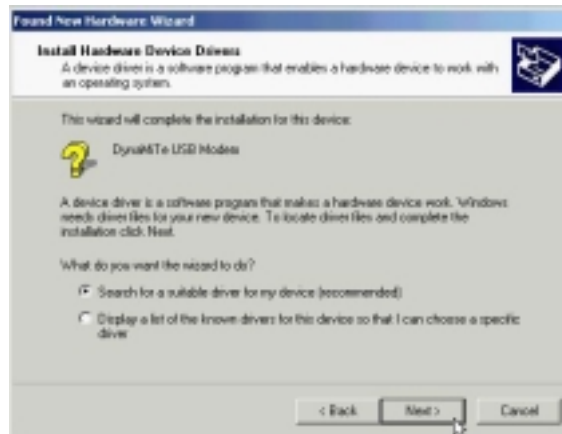 Found New Hardware Wizard
Install Hardware Device Drivers
A device driver is a software program that enables a hardware device to work with
an operating system.
This wizard will complete the installation for this device:
DynaMiTe USB Modem
A device driver is a software program that makes a hardware device work. Windows
needs driver files for your new device. To locate driver files and complete the
installation click Next.
What do you want the wizard to do?
Search for a suitable driver for my device (recommended)
Display a list of the known drivers for this device so that I can choose a specific
driver
< Back
Next >
Cancel